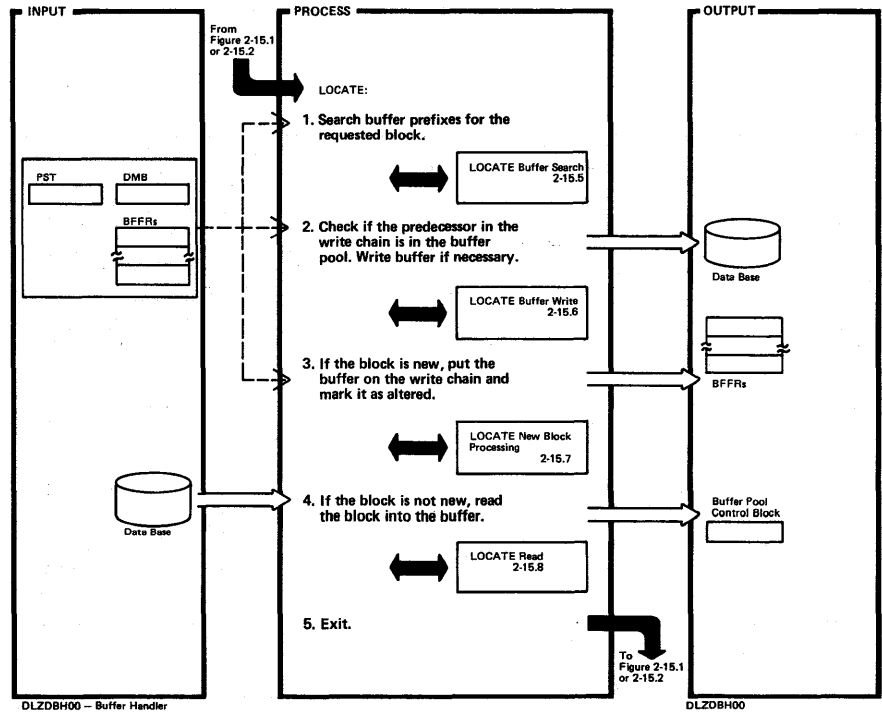 INPUT
PROCESS
OUTPUT
From
Figure 2-15.1
or 2-15.2
LOCATE:
1. Search buffer prefixes for the
requested block.
LOCATE Buffer Search
2-15.5
PST
DMB
BFFRs
2. Check if the predecessor in the
write chain is in the buffer
pool. Write buffer if necessary.
Data Base
LOCATE Buffer Write
2-15.6
3. If the block is new, put the
buffer on the write chain and
mark it as altered.
BFFRs
LOCATE New Block
Processing
2-15.7
Data Base
4. If the block is not new, read
the block into the buffer.
Buffer Pool
Control Block
LOCATE Read
2-15.8
5. Exit.
To
Figure 2-15.1
or 2-15.2
DLZDBH00 – Buffer Handler
DLZDBH00